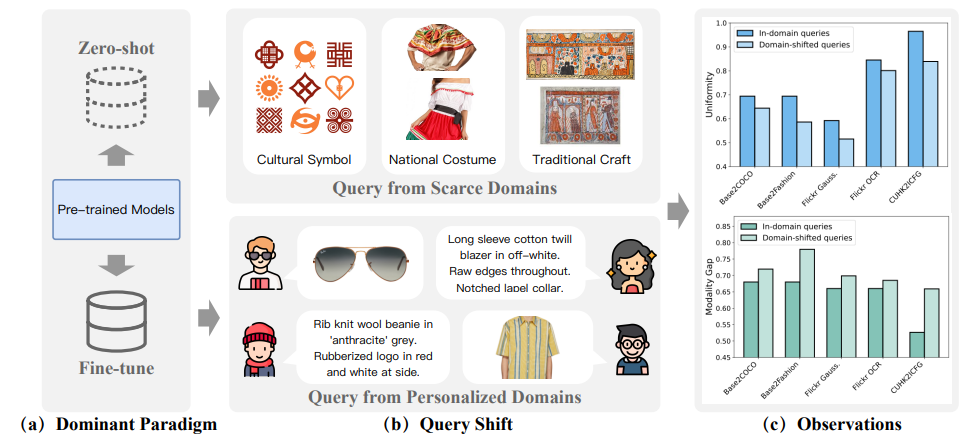 Zero-shot
Pre-trained Models
Fine-tune
(a) Dominant Paradigm
Cultural Symbol
National Costume
Traditional Craft
Query from Scarce Domains
Long sleeve cotton twill
blazer in off-white.
Raw edges throughout.
Notched lapel collar.
Rib knit wool beanie in
'anthracite' grey.
Rubberized logo in red
and white at side.
Query from Personalized Domains
(b) Query Shift
In-domain queries
Domain-shifted queries
Uniformity
1.0
0.9
0.8
0.7
0.6
0.5
0.4
Base2COCO
Base2Fashion
Flickr Gauss.
Flickr OCR
CUHK2ICFG
In-domain queries
Domain-shifted queries
Modality Gap
0.85
0.80
0.75
0.70
0.65
0.60
0.55
0.50
0.45
Base2COCO
Base2Fashion
Flickr Gauss.
Flickr OCR
CUHK2ICFG
(c) Observations